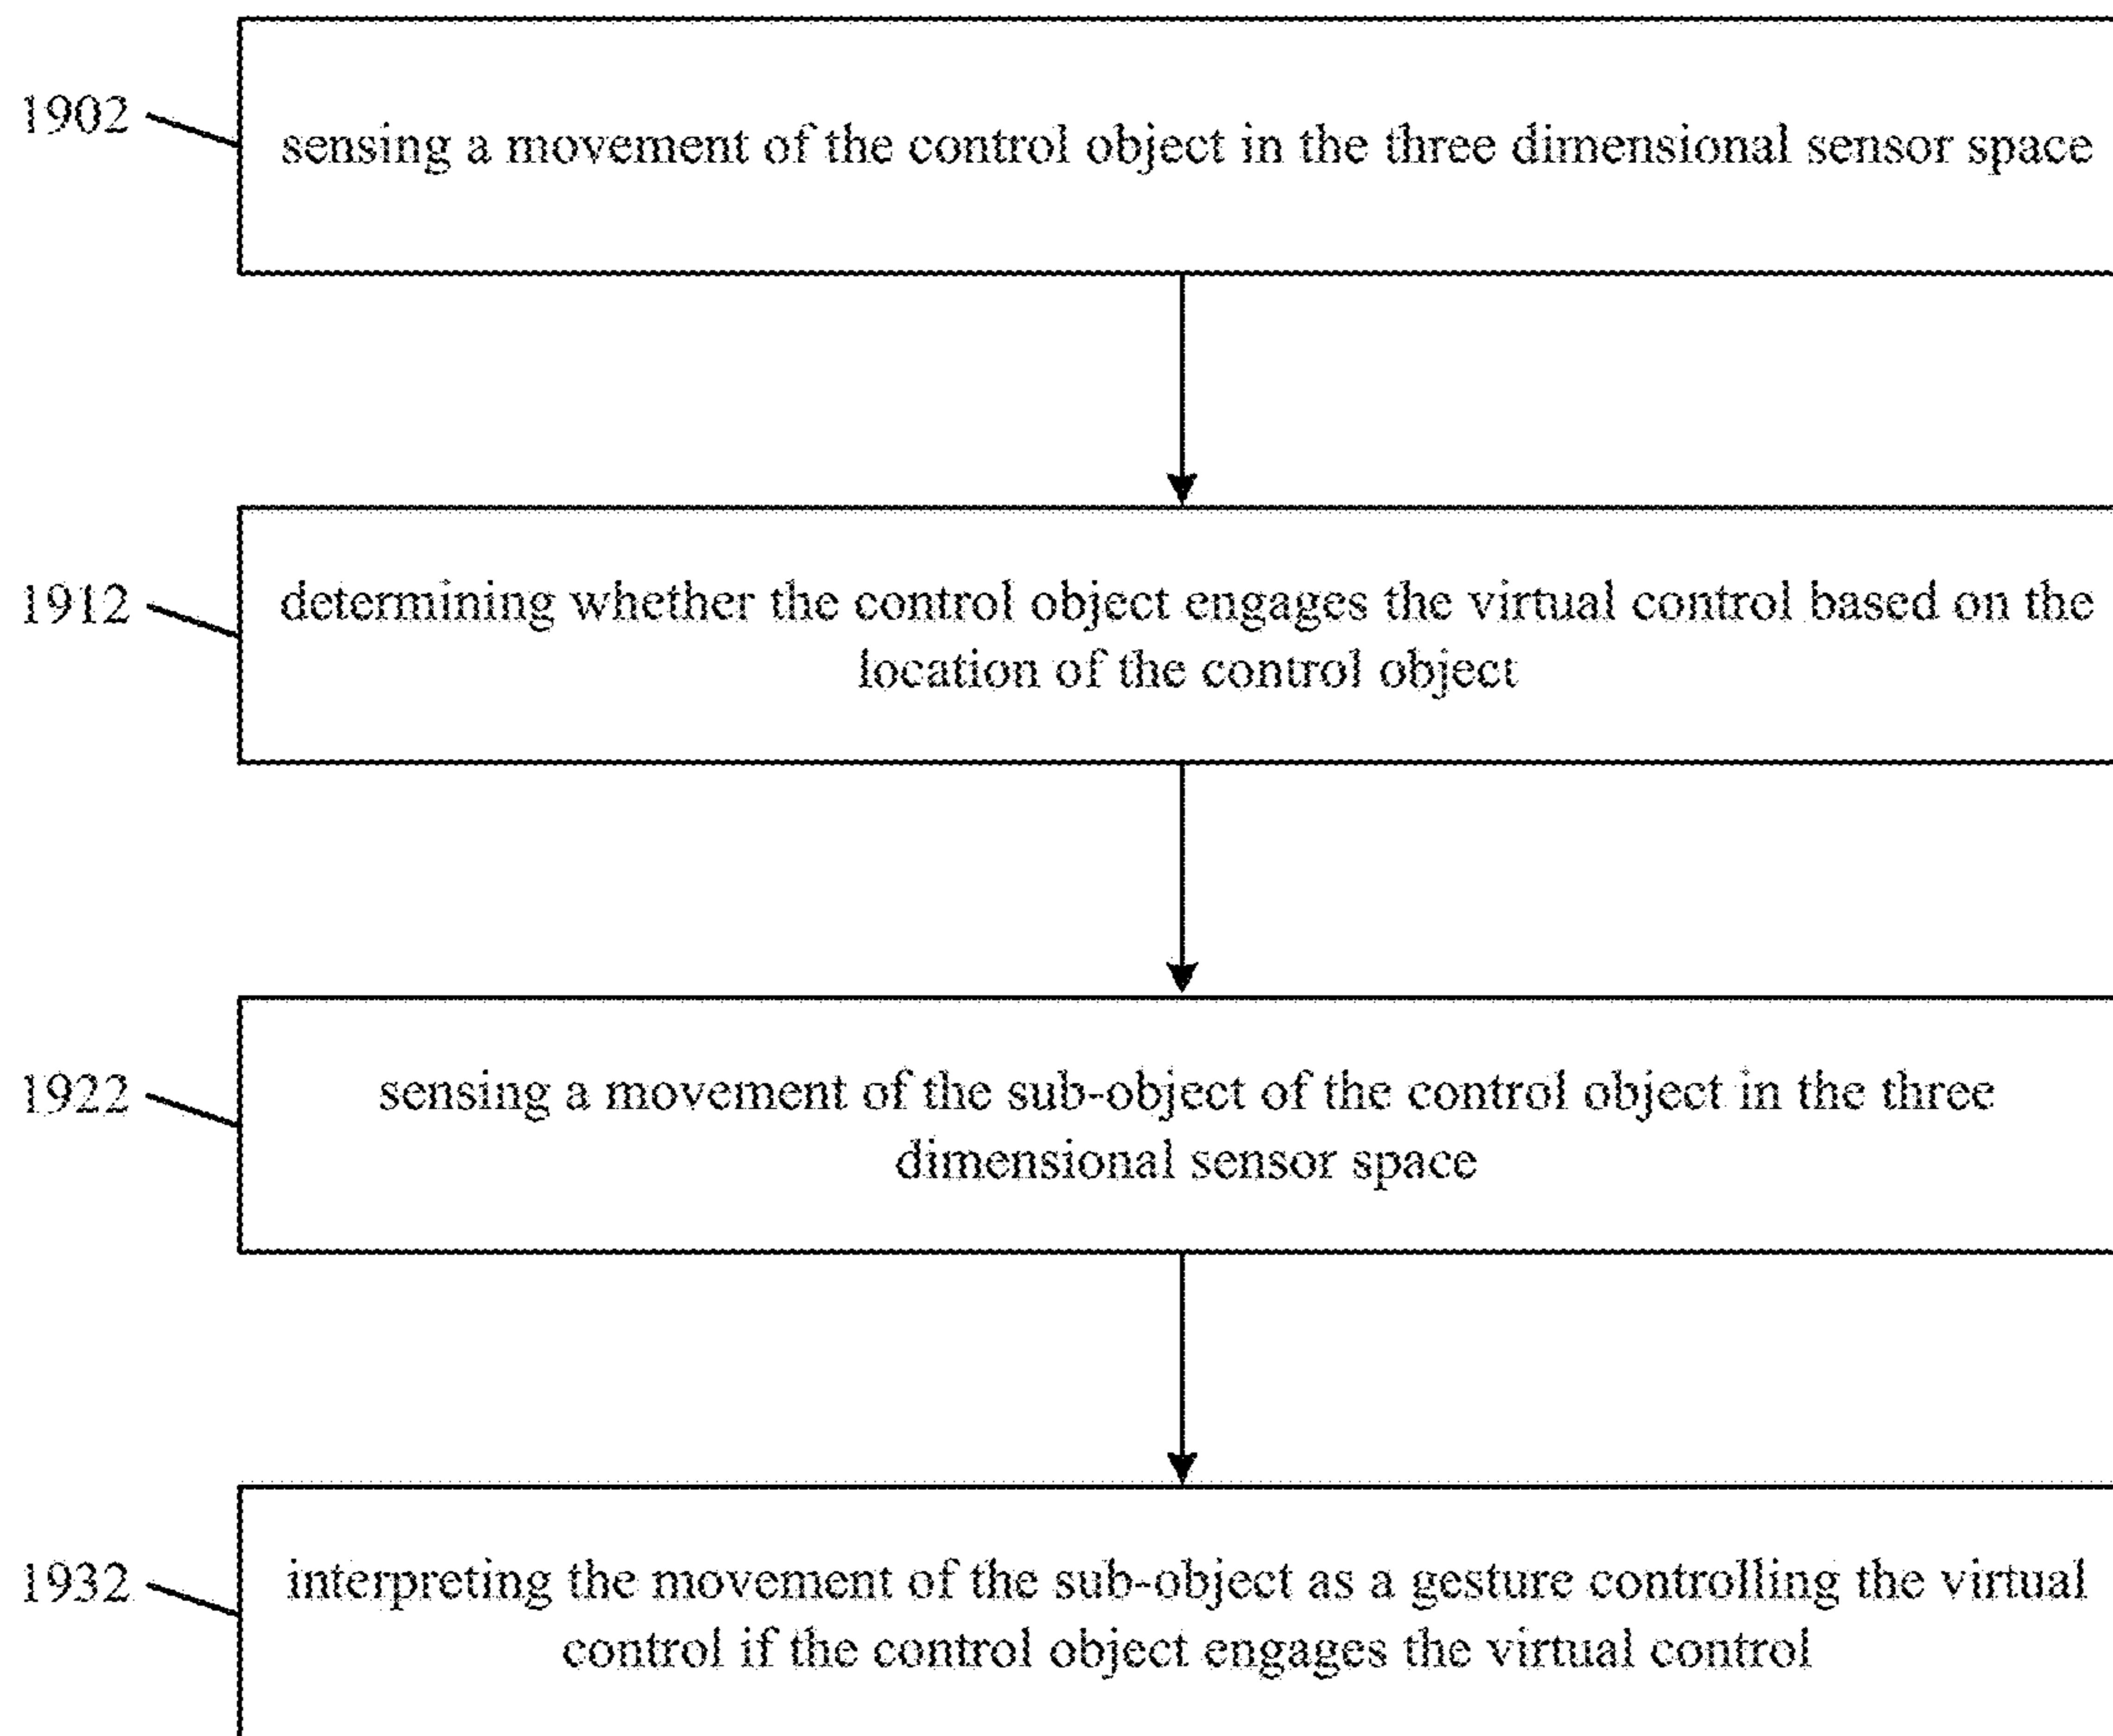 1902
sensing a movement of the control object in the three dimensional sensor space
1912
determining whether the control object engages the virtual control based on the
location of the control object
1922
sensing a movement of the sub-object of the control object in the three
dimensional sensor space
1932
interpreting the movement of the sub-object as a gesture controlling the virtual
control if the control object engages the virtual control